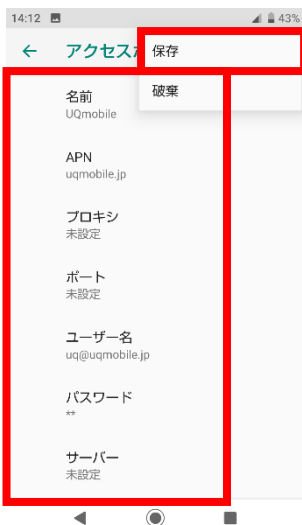 14:12 43%
アクセスポ
保存
破棄
名前
UQmobile
APN
uqmobile.jp
プロキシ
未設定
ポート
未設定
ユーザー名
uq@uqmobile.jp
パスワード
**
サーバー
未設定